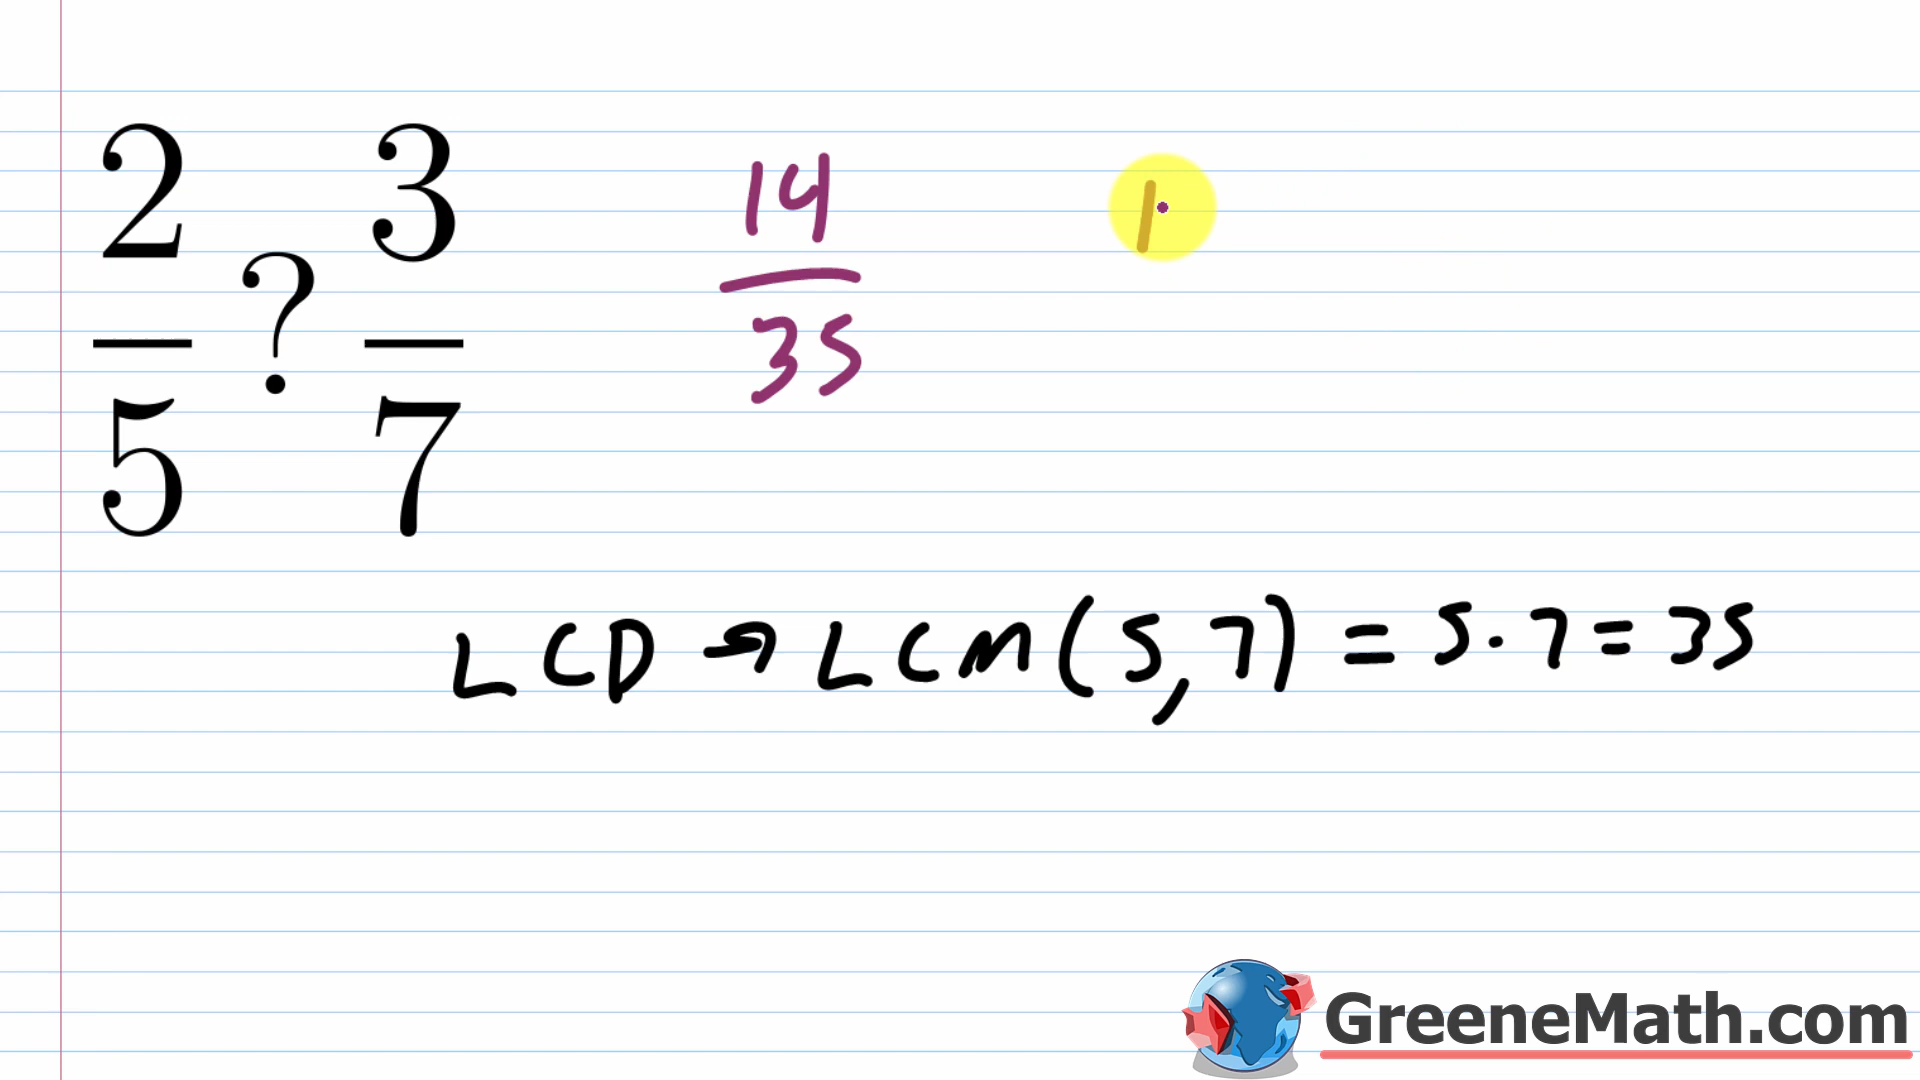 2/5 ? 3/7
14/35
1
LCD → LCM(5,7) = 5·7 = 35
GreeneMath.com